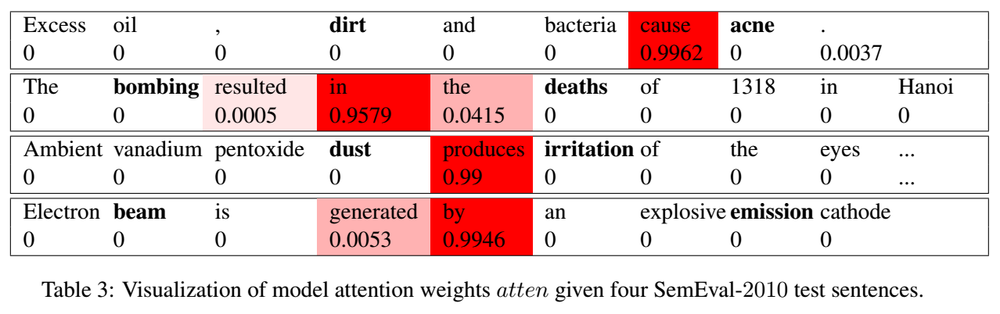 Excess oil , dirt and bacteria cause acne .
0 0 0 0 0 0 0.9962 0 0.0037
The bombing resulted in the deaths of 1318 in Hanoi
0 0 0.0005 0.9579 0.0415 0 0 0 0 0
Ambient vanadium pentoxide dust produces irritation of the eyes ...
0 0 0 0 0.99 0 0 0 0 ...
Electron beam is generated by an explosive emission cathode
0 0 0 0.0053 0.9946 0 0 0 0
Table 3: Visualization of model attention weights atten given four SemEval-2010 test sentences.